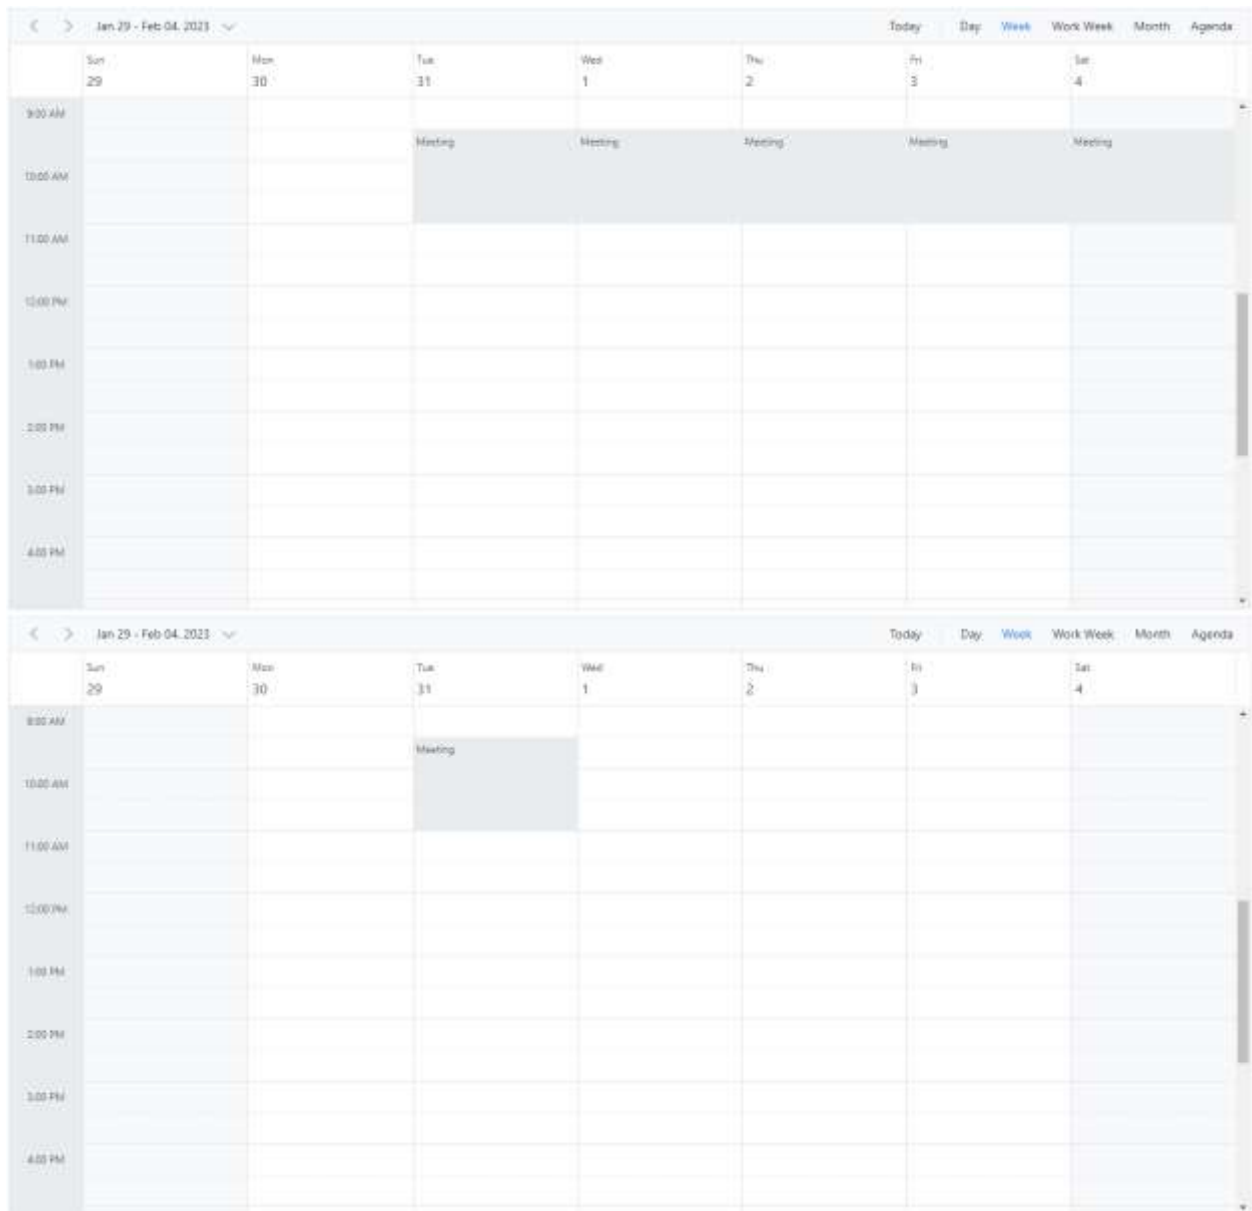 Jan 29 - Feb 04, 2023 Today Day Week Work Week Month Agenda
Sun Mon Tue Wed Thu Fri Sat
29 30 31 1 2 3 4
9:00 AM
Meeting Meeting Meeting Meeting Meeting
10:00 AM
11:00 AM
12:00 PM
1:00 PM
2:00 PM
3:00 PM
4:00 PM
Jan 29 - Feb 04, 2023 Today Day Week Work Week Month Agenda
Sun Mon Tue Wed Thu Fri Sat
29 30 31 1 2 3 4
9:00 AM
Meeting
10:00 AM
11:00 AM
12:00 PM
1:00 PM
2:00 PM
3:00 PM
4:00 PM